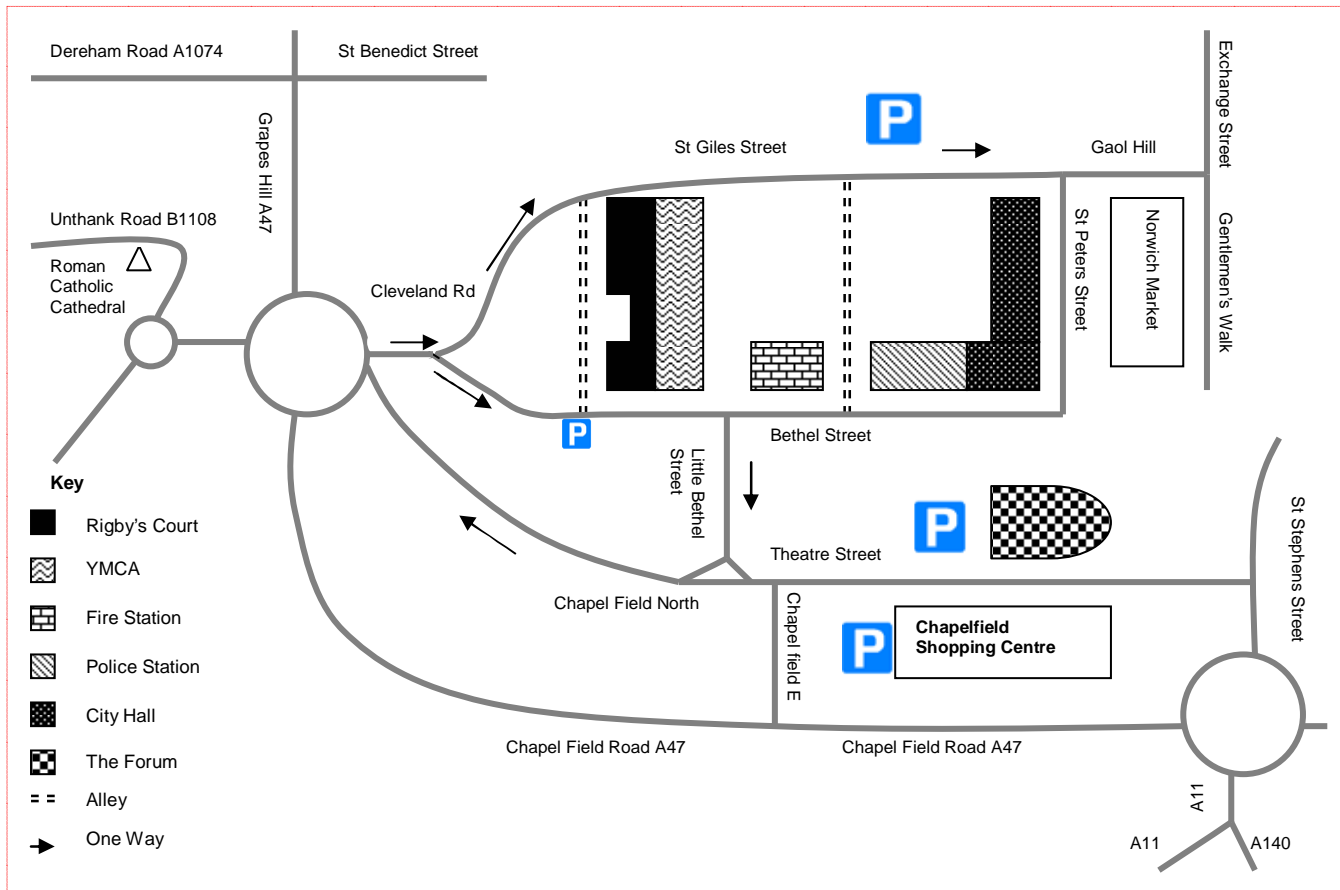 Dereham Road A1074
St Benedict Street
Exchange Street
P
Grapes Hill A47
St Giles Street
Gaol Hill
Unthank Road B1108
Roman
Catholic
Cathedral
Cleveland Rd
St Peters Street
Norwich Market
Gentlemen's Walk
P
Bethel Street
Little Bethel
Street
Key
Rigby's Court
YMCA
Fire Station
Police Station
City Hall
The Forum
Alley
One Way
P
Theatre Street
St Stephens Street
Chapel Field North
Chapel field E
P
Chapelfield
Shopping Centre
Chapel Field Road A47
Chapel Field Road A47
A11
A11
A140